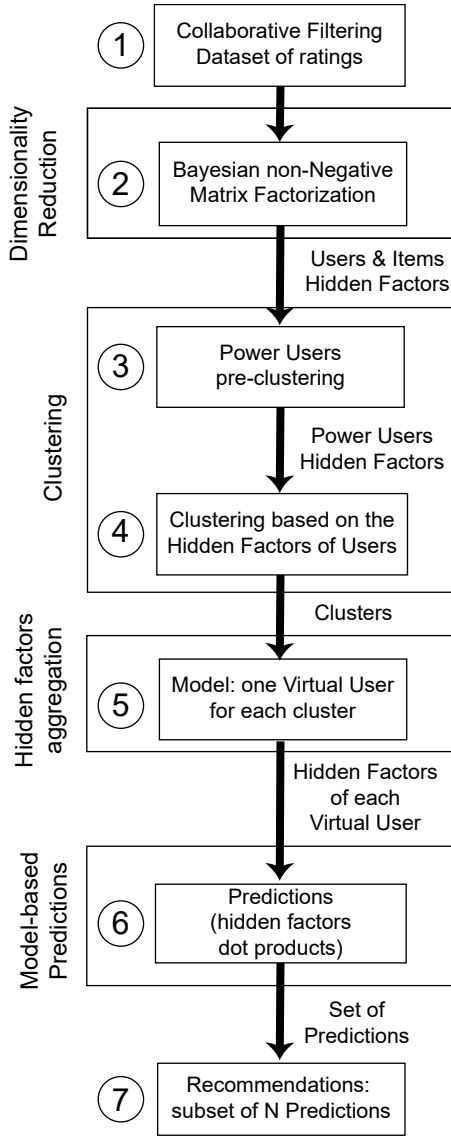 1
Collaborative Filtering
Dataset of ratings
Dimensionality
Reduction
2
Bayesian non-Negative
Matrix Factorization
Users & Items
Hidden Factors
Clustering
3
Power Users
pre-clustering
Power Users
Hidden Factors
4
Clustering based on the
Hidden Factors of Users
Clusters
Hidden factors
aggregation
5
Model: one Virtual User
for each cluster
Hidden Factors
of each
Virtual User
Model-based
Predictions
6
Predictions
(hidden factors
dot products)
Set of
Predictions
7
Recommendations:
subset of N Predictions